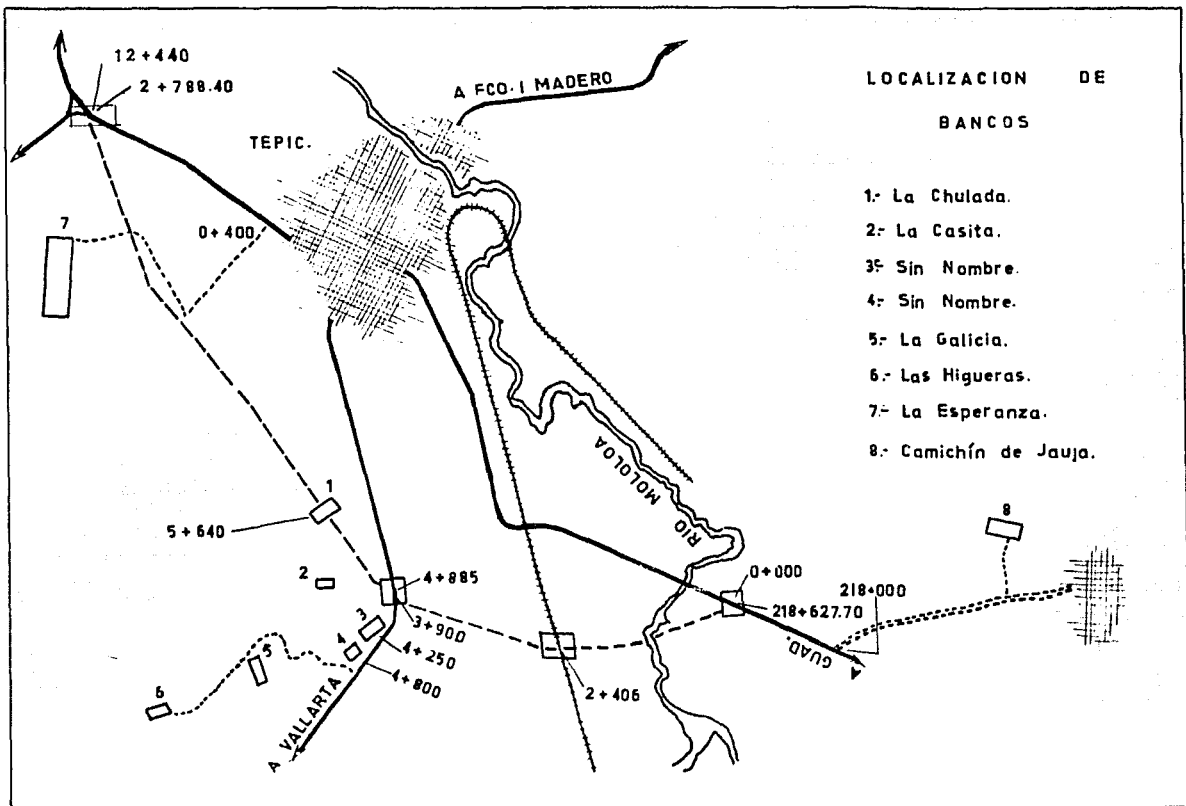 12+440
2+788.40
A FCO. I MADERO
LOCALIZACION DE
BANCOS
TEPIC.
1.- La Chulada.
2.- La Casita.
3.- Sin Nombre.
4.- Sin Nombre.
5.- La Galicia.
6.- Las Higueras.
7.- La Esperanza.
8.- Camichín de Jauja.
7
0+400
RIO MOLOLOA
1
5+640
8
2
4+885
0+000
218+000
218+627.70
3
3+900
4
4+250
5
4+800
A GUAD.
6
2+406
A VALLARTA